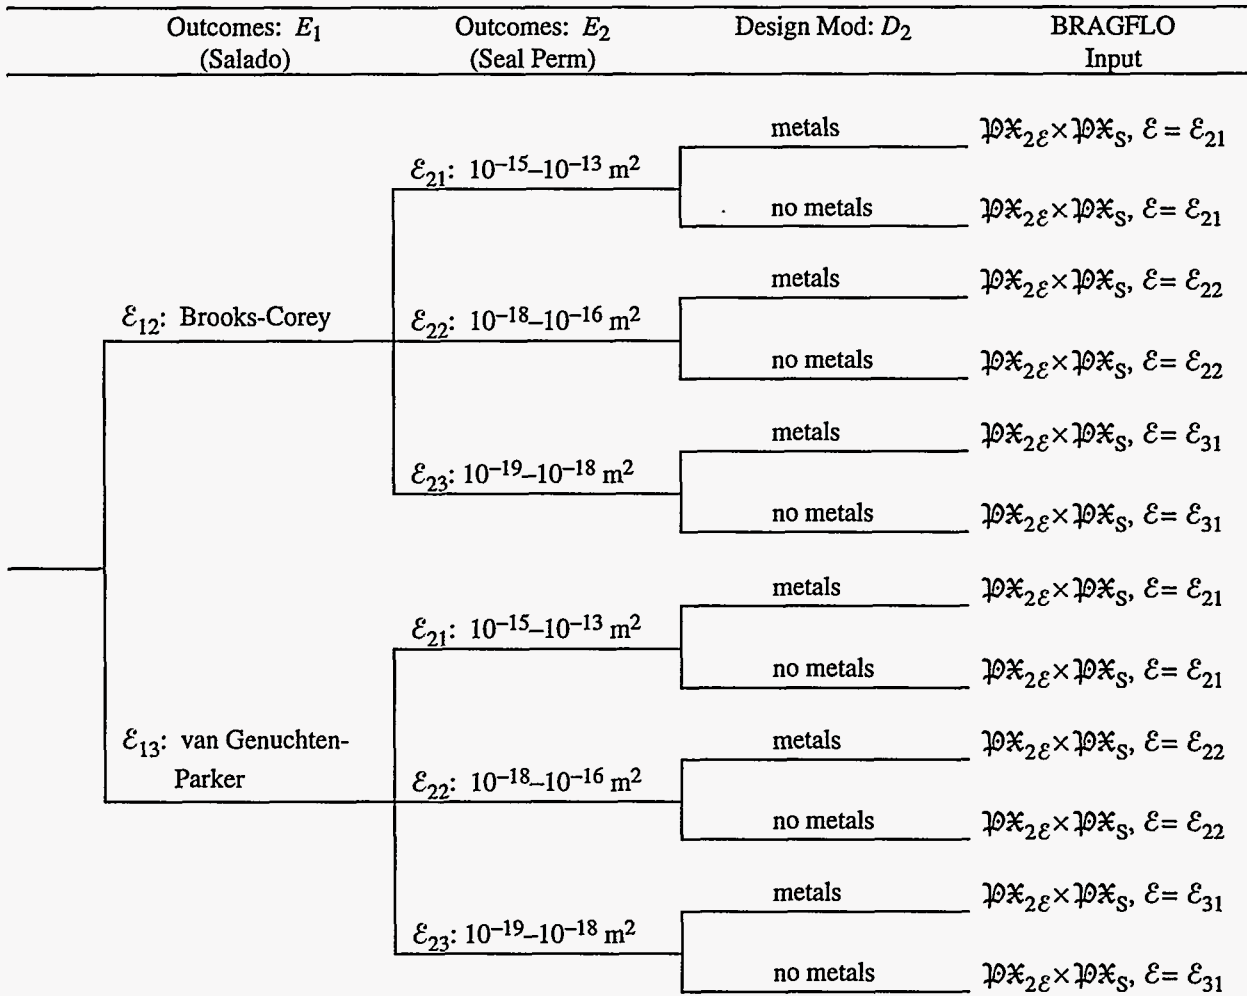 Outcomes: E₁ Outcomes: E₂ Design Mod: D₂ BRAGFLO
(Salado) (Seal Perm) Input
metals 𝔓𝔛₂ℰ×𝔓𝔛S, ℰ = ℰ₂₁
ℰ₂₁: 10⁻¹⁵–10⁻¹³ m²
no metals 𝔓𝔛₂ℰ×𝔓𝔛S, ℰ= ℰ₂₁
metals 𝔓𝔛₂ℰ×𝔓𝔛S, ℰ= ℰ₂₂
ℰ₁₂: Brooks-Corey ℰ₂₂: 10⁻¹⁸–10⁻¹⁶ m²
no metals 𝔓𝔛₂ℰ×𝔓𝔛S, ℰ= ℰ₂₂
metals 𝔓𝔛₂ℰ×𝔓𝔛S, ℰ= ℰ₃₁
ℰ₂₃: 10⁻¹⁹–10⁻¹⁸ m²
no metals 𝔓𝔛₂ℰ×𝔓𝔛S, ℰ= ℰ₃₁
metals 𝔓𝔛₂ℰ×𝔓𝔛S, ℰ= ℰ₂₁
ℰ₂₁: 10⁻¹⁵–10⁻¹³ m²
no metals 𝔓𝔛₂ℰ×𝔓𝔛S, ℰ= ℰ₂₁
ℰ₁₃: van Genuchten- metals 𝔓𝔛₂ℰ×𝔓𝔛S, ℰ= ℰ₂₂
Parker ℰ₂₂: 10⁻¹⁸–10⁻¹⁶ m²
no metals 𝔓𝔛₂ℰ×𝔓𝔛S, ℰ= ℰ₂₂
metals 𝔓𝔛₂ℰ×𝔓𝔛S, ℰ= ℰ₃₁
ℰ₂₃: 10⁻¹⁹–10⁻¹⁸ m²
no metals 𝔓𝔛₂ℰ×𝔓𝔛S, ℰ= ℰ₃₁